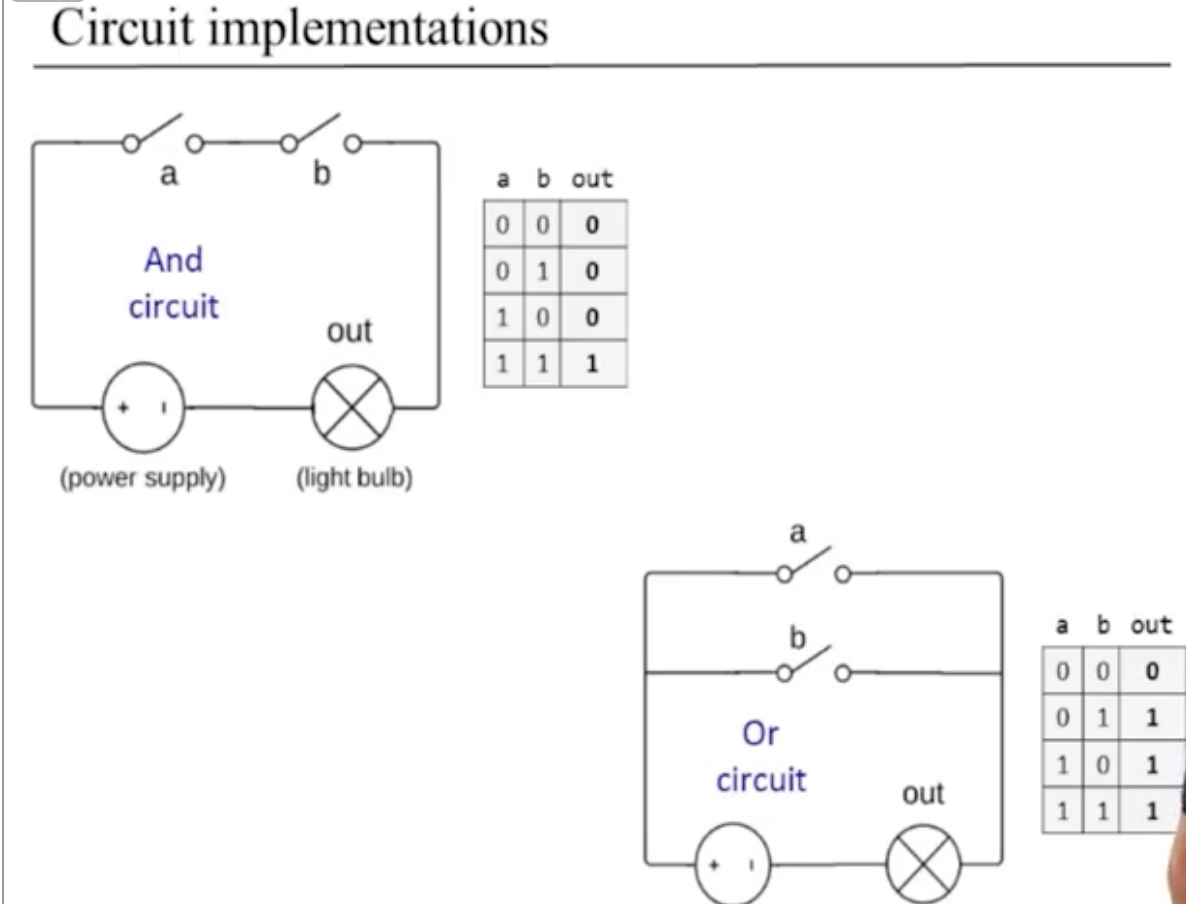 Circuit implementations
a b
And
circuit
out
+ -
(power supply) (light bulb)
a b out
0 0 0
0 1 0
1 0 0
1 1 1
a
b
Or
circuit
out
+ -
a b out
0 0 0
0 1 1
1 0 1
1 1 1